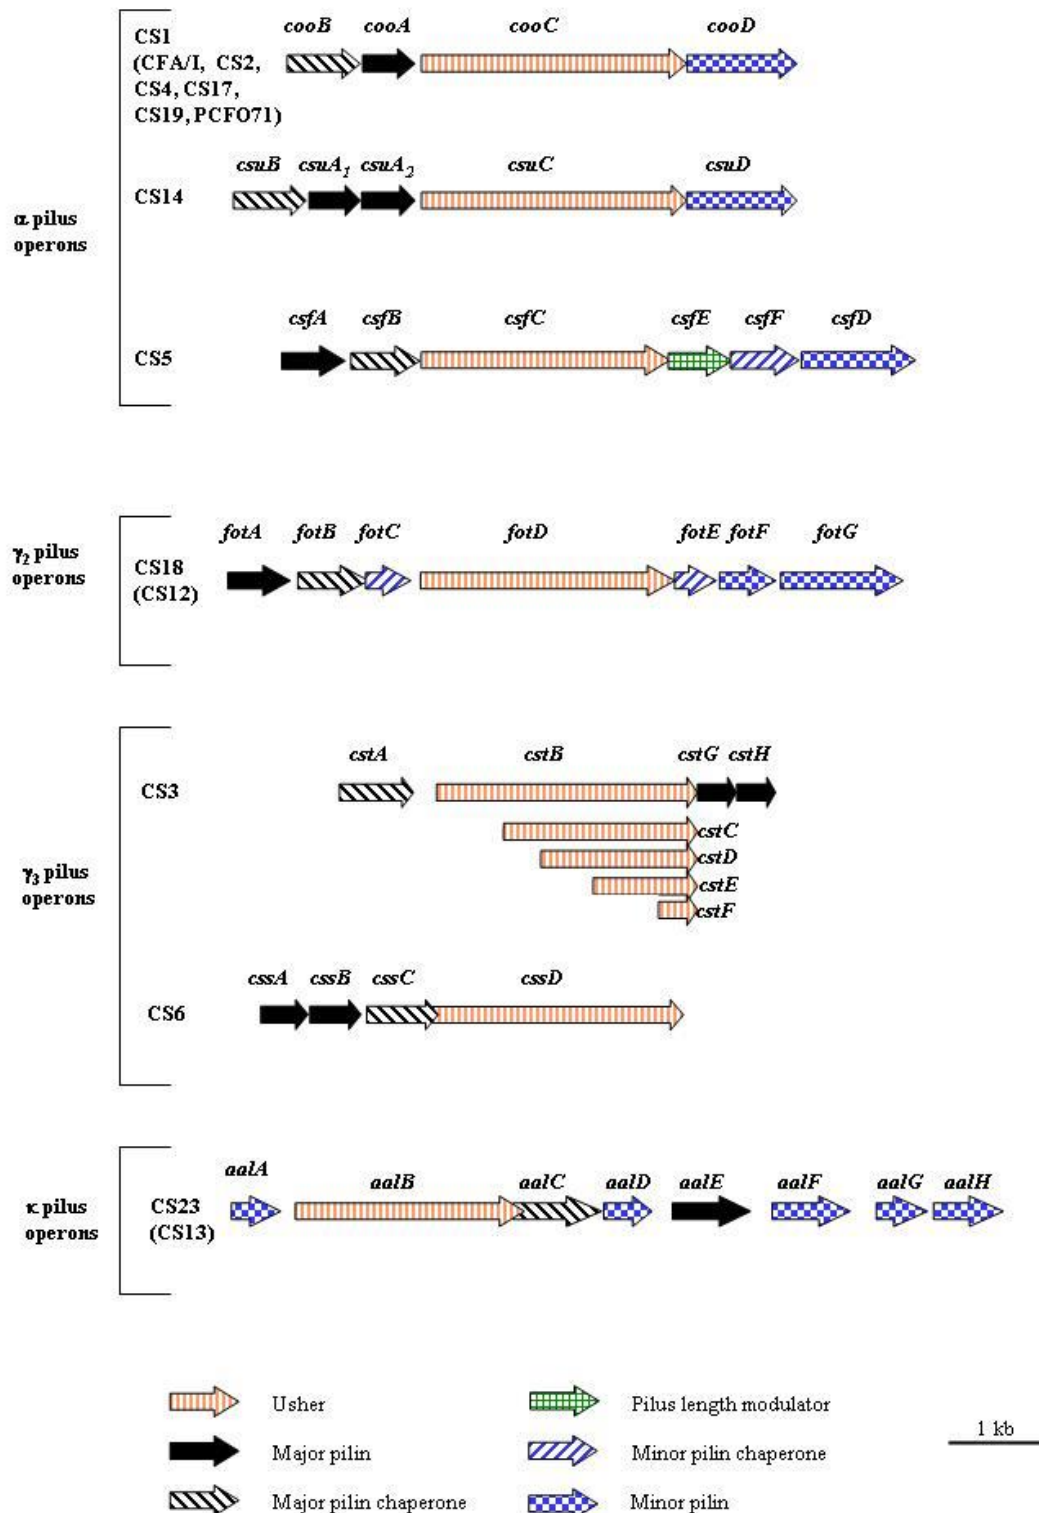 cooB cooA cooC cooD
CS1
(CFA/I, CS2,
CS4, CS17,
CS19, PCFO71)
csuB csuA1 csuA2 csuC csuD
CS14
α pilus
operons
csfA csfB csfC csfE csfF csfD
CS5
fotA fotB fotC fotD fotE fotF fotG
γ2 pilus
operons
CS18
(CS12)
cstA cstB cstG cstH
CS3
cstC
cstD
cstE
cstF
γ3 pilus
operons
cssA cssB cssC cssD
CS6
aalA aalB aalC aalD aalE aalF aalG aalH
κ pilus
operons
CS23
(CS13)
Usher Pilus length modulator
1 kb
Major pilin Minor pilin chaperone
Major pilin chaperone Minor pilin